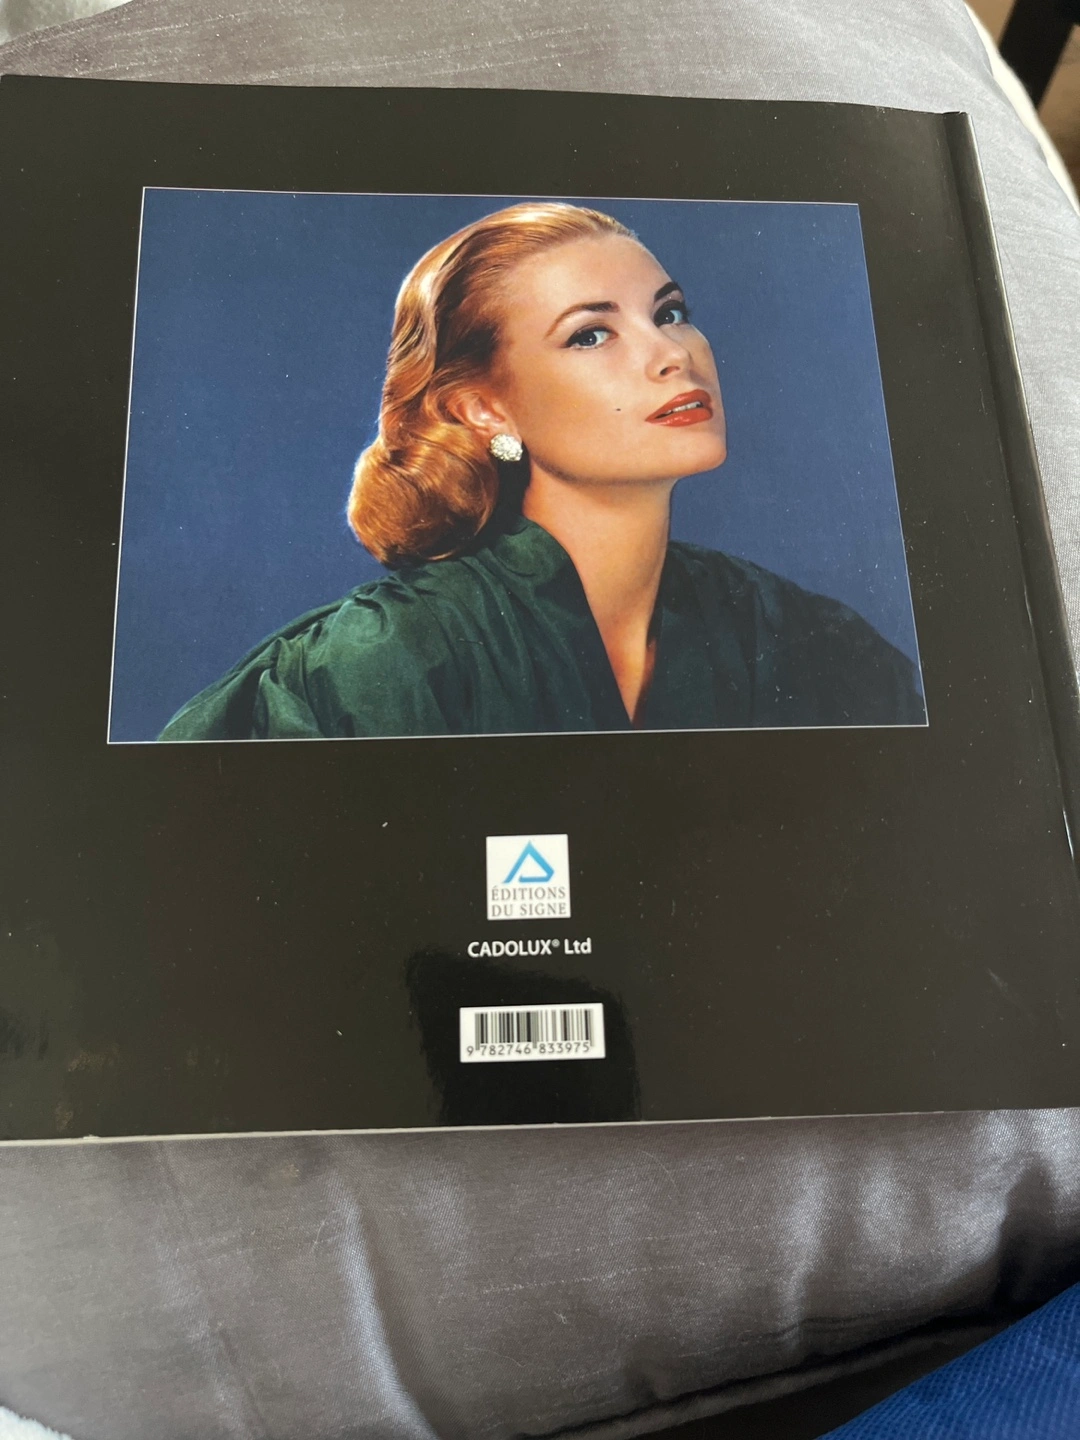 ÉDITIONS
DU SIGNE
CADOLUX® Ltd
9 782746 833975